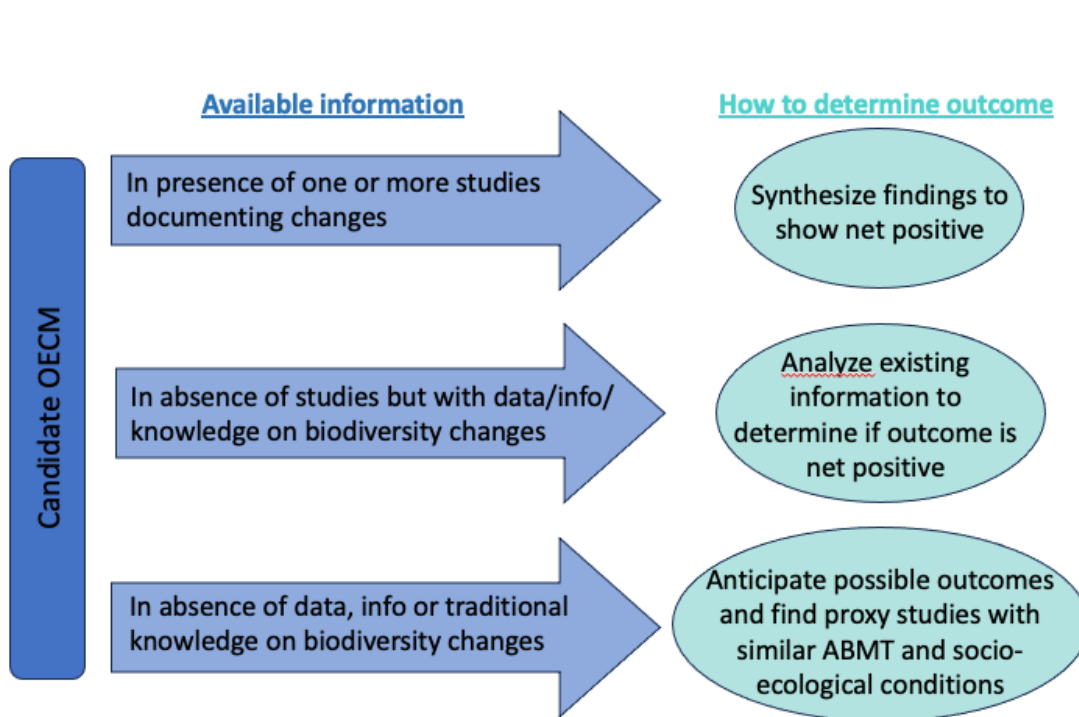 Available information
How to determine outcome
Candidate OECM
In presence of one or more studies
documenting changes
Synthesize findings to
show net positive
In absence of studies but with data/info/
knowledge on biodiversity changes
Analyze existing
information to
determine if outcome is
net positive
In absence of data, info or traditional
knowledge on biodiversity changes
Anticipate possible outcomes
and find proxy studies with
similar ABMT and socio-
ecological conditions